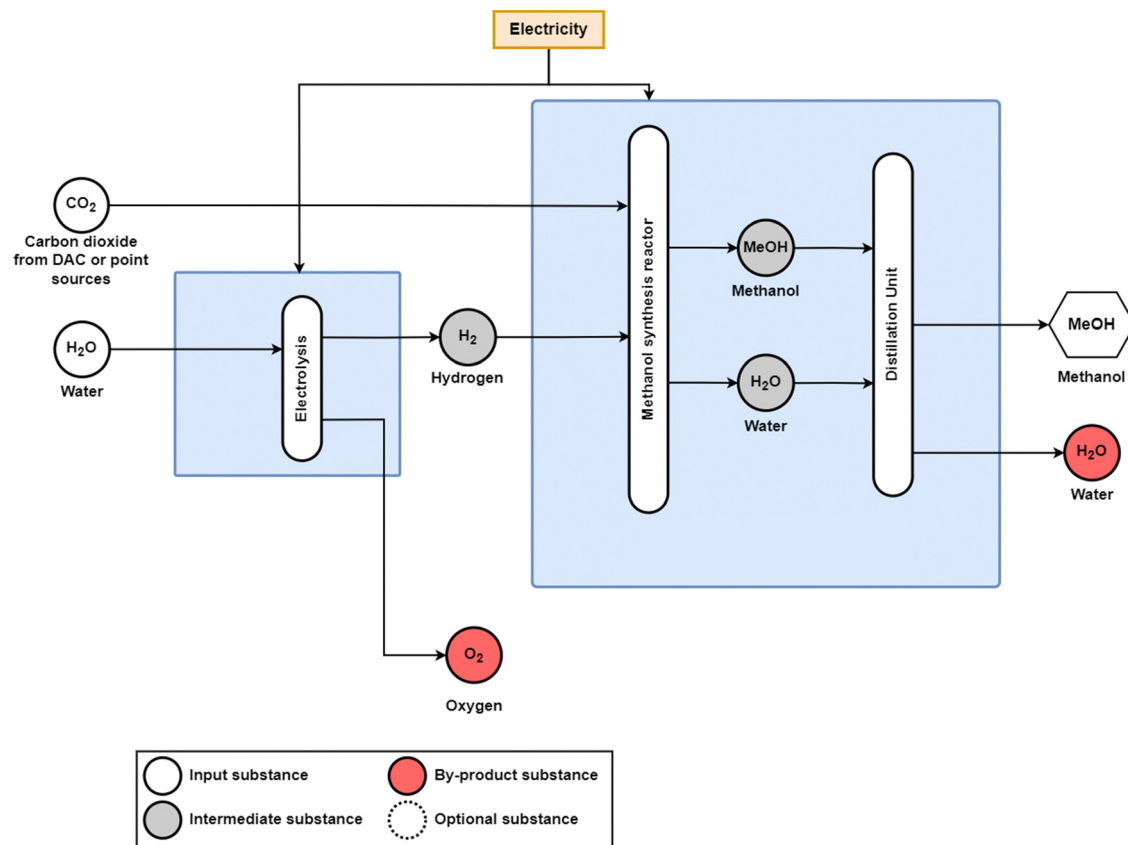 Electricity
CO₂
Carbon dioxide
from DAC or point
sources
H₂O
Water
Electrolysis
H₂
Hydrogen
O₂
Oxygen
Methanol synthesis reactor
MeOH
Methanol
H₂O
Water
Distillation Unit
MeOH
Methanol
H₂O
Water
Input substance
By-product substance
Intermediate substance
Optional substance